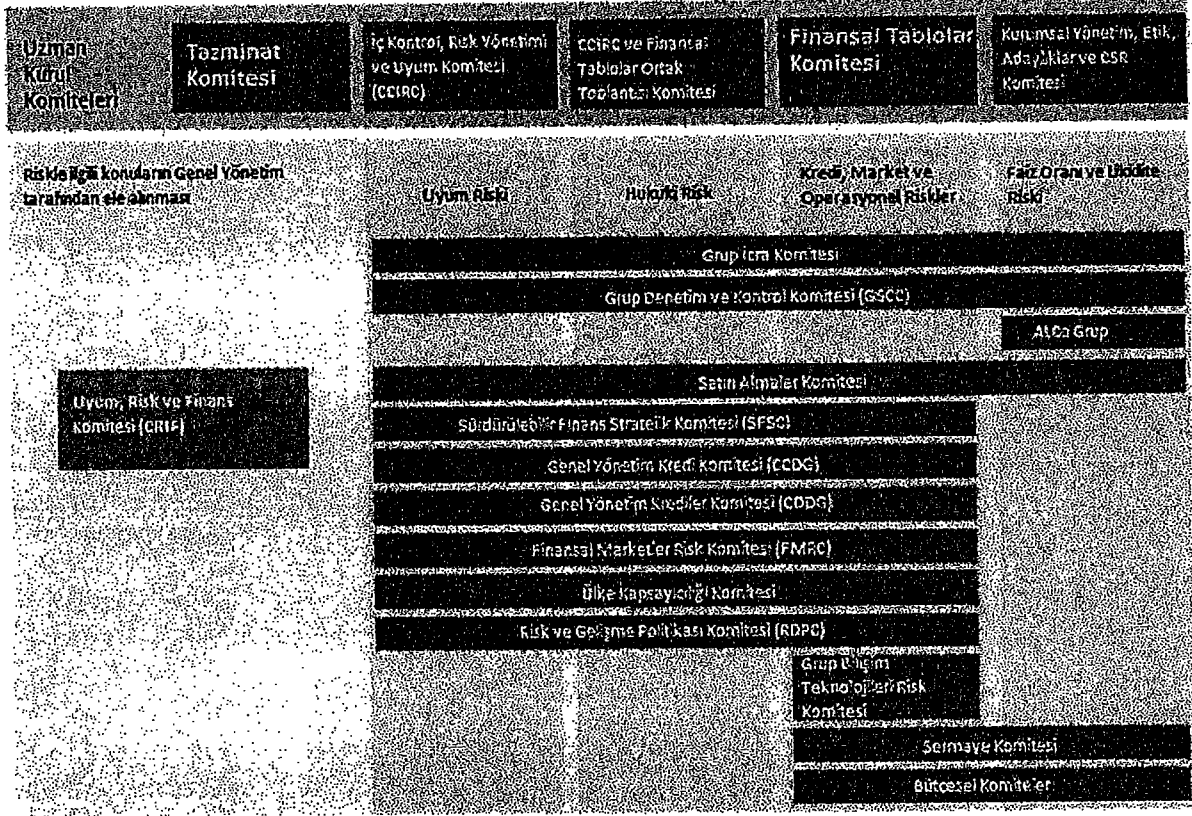 Uzman
Kurul
Komiteleri
Tazminat
Komitesi
İç Kontrol, Risk Yönetimi
ve Uyum Komitesi
(CCIRC)
CCIRC ve Finansal
Tablolar Ortak
Toplantısı Komitesi
Finansal Tablolar
Komitesi
Kurumsal Yönetim, Etik,
Adaylıklar ve CSR
Komitesi
Riskle ilgili konuların Genel Yönetim
tarafından ele alınması
Uyum Riski
Hukuki Risk
Kredi, Market ve
Operasyonel Riskler
Faiz Oranı ve Likidite
Riski
Grup İcra Komitesi
Grup Denetim ve Kontrol Komitesi (GSCC)
ALCo Grup
Satın Almalar Komitesi
Uyum, Risk ve Finans
Komitesi (CRIF)
Sürdürülebilir Finans Stratejik Komitesi (SFSC)
Genel Yönetim Kredi Komitesi (CCDG)
Genel Yönetim Krediler Komitesi (CDDG)
Finansal Marketler Risk Komitesi (FMRC)
Ülke Kapsayıcılığı Komitesi
Risk ve Gelişme Politikası Komitesi (RDPC)
Grup Bilişim
Teknolojileri Risk
Komitesi
Sermaye Komitesi
Bütçesel Komiteler